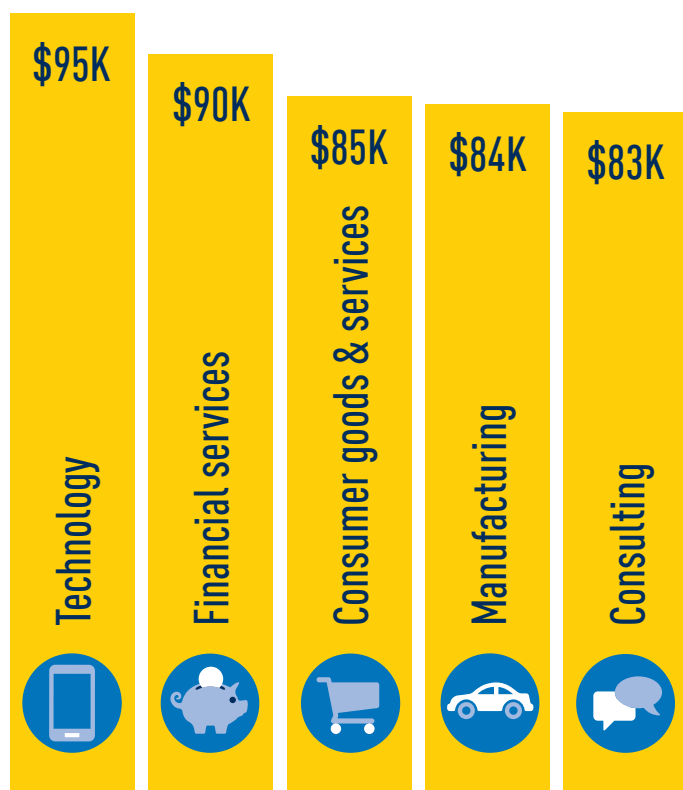 $95K
Technology
$90K
Financial services
$85K
Consumer goods & services
$84K
Manufacturing
$83K
Consulting